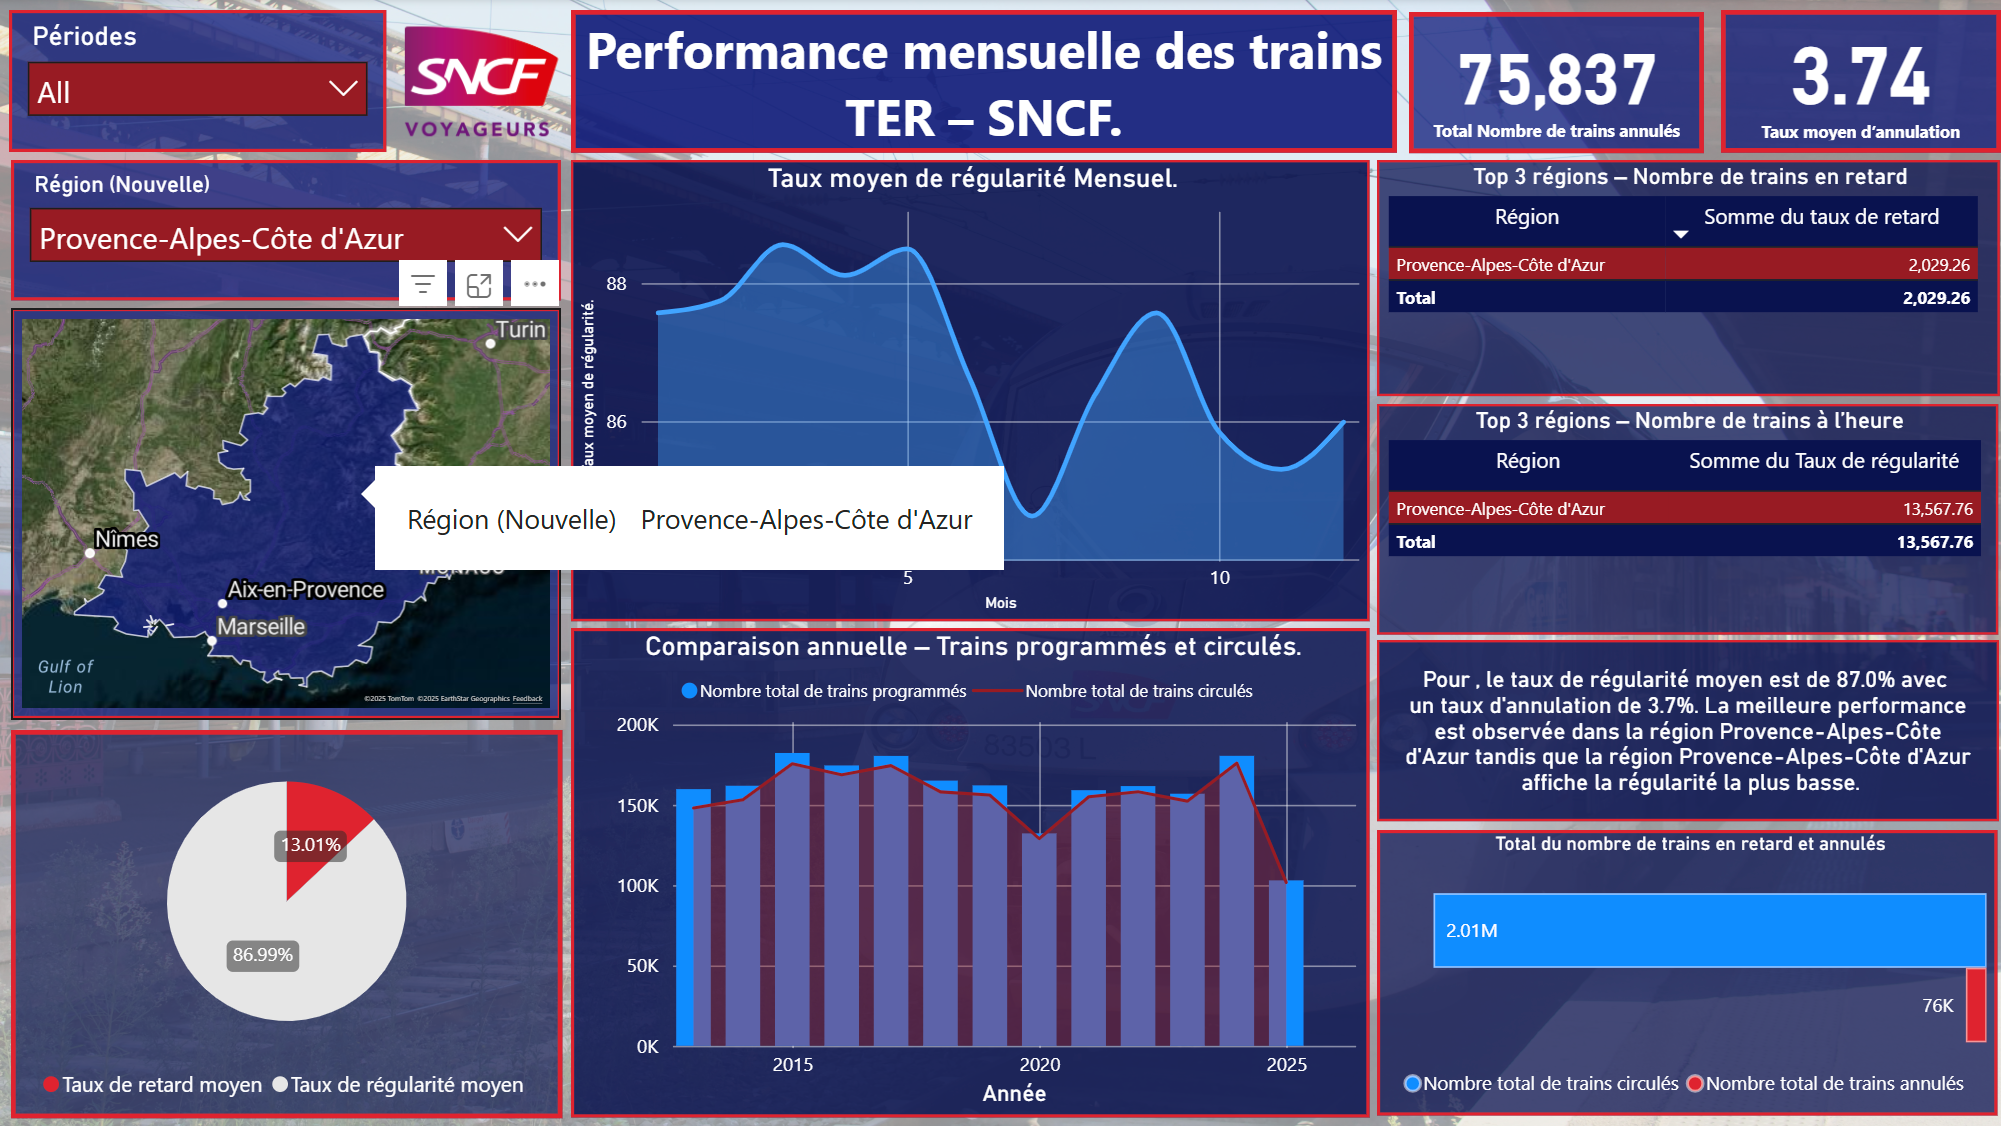 Périodes
All
SNCF
VOYAGEURS
Performance mensuelle des trains
TER – SNCF.
75,837
Total Nombre de trains annulés
3.74
Taux moyen d'annulation
Région (Nouvelle)
Provence-Alpes-Côte d'Azur
Turin
Nîmes
Aix-en-Provence
Marseille
Gulf of
Lion
©2025 TomTom ©2025 EarthStar Geographics Feedback
Région (Nouvelle) Provence-Alpes-Côte d'Azur
13.01%
86.99%
Taux de retard moyen Taux de régularité moyen
Taux moyen de régularité Mensuel.
88
86
moyen de régularité.
5 10
Mois
Comparaison annuelle – Trains programmés et circulés.
Nombre total de trains programmés Nombre total de trains circulés
200K
150K
100K
50K
0K
2015 2020 2025
Année
83503 L
Top 3 régions – Nombre de trains en retard
Région Somme du taux de retard
Provence-Alpes-Côte d'Azur 2,029.26
Total 2,029.26
Top 3 régions – Nombre de trains à l'heure
Région Somme du Taux de régularité
Provence-Alpes-Côte d'Azur 13,567.76
Total 13,567.76
Pour , le taux de régularité moyen est de 87.0% avec
un taux d'annulation de 3.7%. La meilleure performance
est observée dans la région Provence-Alpes-Côte
d'Azur tandis que la région Provence-Alpes-Côte d'Azur
affiche la régularité la plus basse.
Total du nombre de trains en retard et annulés
2.01M
76K
Nombre total de trains circulés Nombre total de trains annulés